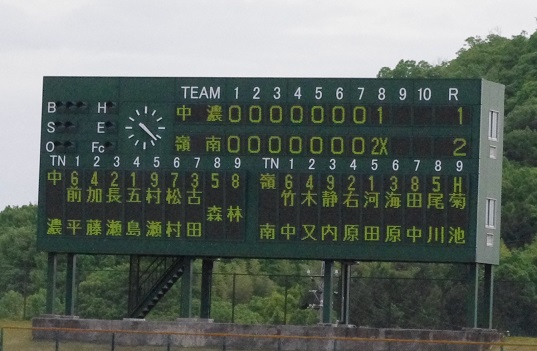 TEAM 1 2 3 4 5 6 7 8 9 10 R
B H
中濃 0 0 0 0 0 0 0 1 1
S E
嶺南 0 0 0 0 0 0 0 2X 2
O Fc
TN 1 2 3 4 5 6 7 8 9 TN 1 2 3 4 5 6 7 8 9
中 6 4 2 1 9 7 3 5 8 嶺 6 4 9 2 1 3 8 5 H
前 加 長 五 村 松 古 竹 木 静 河 海 田 尾 菊
森 林
濃 平 藤 瀬 島 瀬 村 田 南 中 又 内 原 田 原 中 川 池